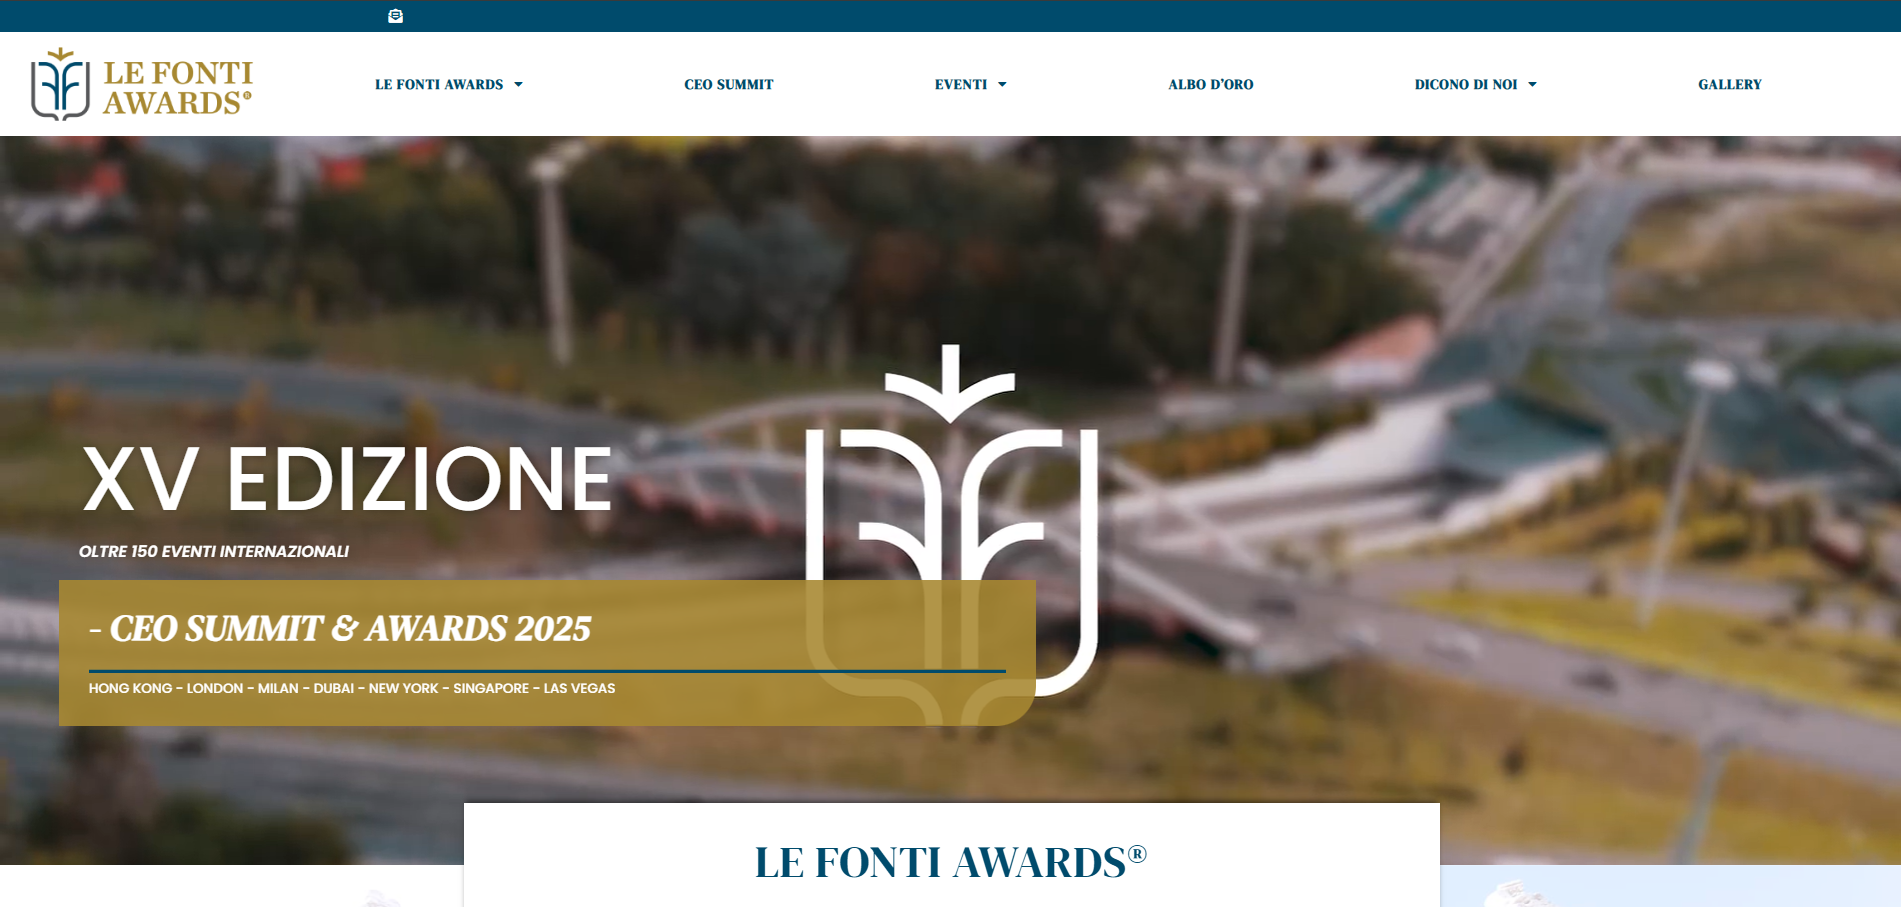 LE FONTI
AWARDS®
LE FONTI AWARDS
CEO SUMMIT
EVENTI
ALBO D'ORO
DICONO DI NOI
GALLERY
XV EDIZIONE
OLTRE 150 EVENTI INTERNAZIONALI
- CEO SUMMIT & AWARDS 2025
HONG KONG - LONDON - MILAN - DUBAI - NEW YORK - SINGAPORE - LAS VEGAS
LE FONTI AWARDS®